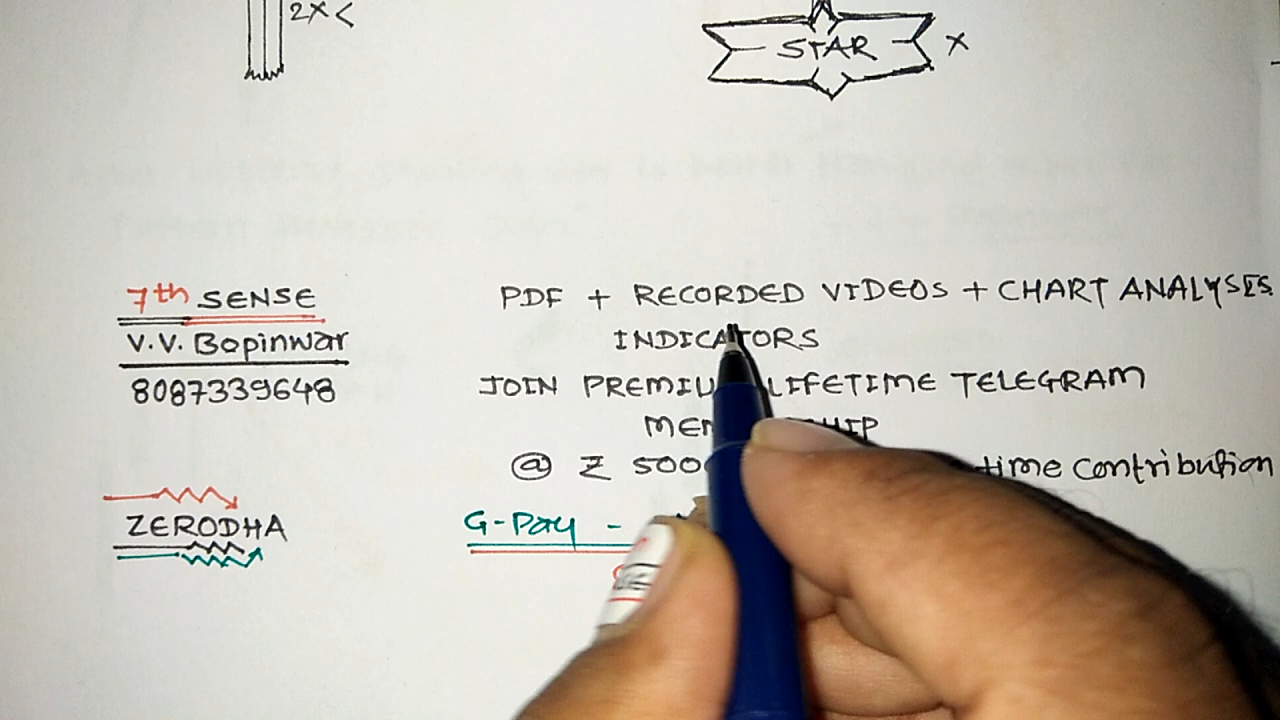 2X <
STAR X
7th SENSE
V.V. Bopinwar
8087339648
PDF + RECORDED VIDEOS + CHART ANALYSES
INDICATORS
JOIN PREMIU LIFETIME TELEGRAM
@ ₹ 500 time contribution
ZERODHA
G-Pay -